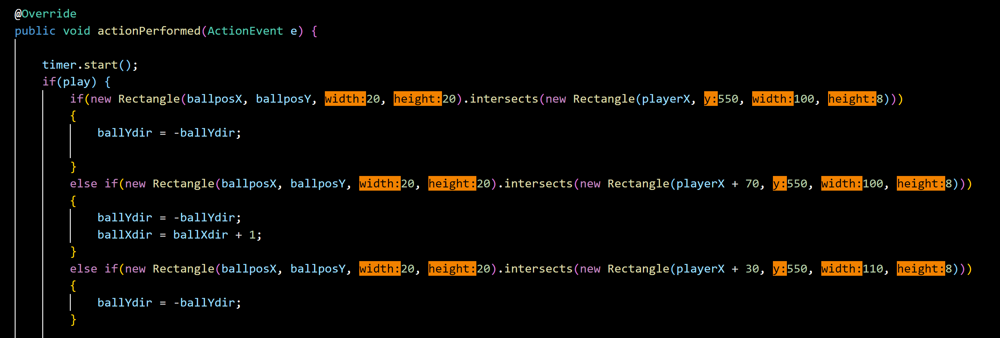 @Override
public void actionPerformed(ActionEvent e) {
timer.start();
if(play) {
if(new Rectangle(ballposX, ballposY, width:20, height:20).intersects(new Rectangle(playerX, y:550, width:100, height:8)))
{
ballYdir = -ballYdir;
}
else if(new Rectangle(ballposX, ballposY, width:20, height:20).intersects(new Rectangle(playerX + 70, y:550, width:100, height:8)))
{
ballYdir = -ballYdir;
ballXdir = ballXdir + 1;
}
else if(new Rectangle(ballposX, ballposY, width:20, height:20).intersects(new Rectangle(playerX + 30, y:550, width:110, height:8)))
{
ballYdir = -ballYdir;
}